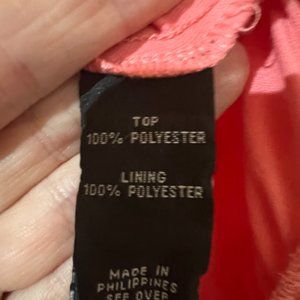 TOP
100% POLYESTER
LINING
100% POLYESTER
MADE IN
PHILIPPINES
SEE OVER